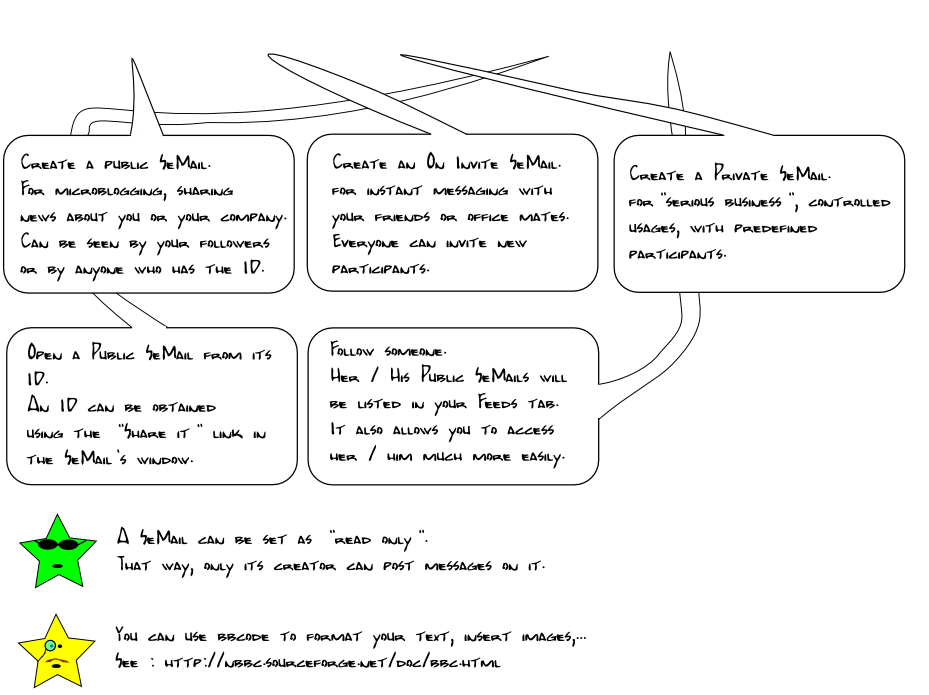 Create a public SeMail.
For microblogging, sharing
news about you or your company.
Can be seen by your followers
or by anyone who has the ID.
Create an On Invite SeMail.
for instant messaging with
your friends or office mates.
Everyone can invite new
participants.
Create a Private SeMail.
for "serious business ", controlled
usages, with predefined
participants.
Open a Public SeMail from its
ID.
An ID can be obtained
using the "Share it " link in
the SeMail's window.
Follow someone.
Her / His Public SeMails will
be listed in your Feeds tab.
It also allows you to access
her / him much more easily.
A SeMail can be set as "read only ".
That way, only its creator can post messages on it.
You can use bbcode to format your text, insert images,...
See : http://nbbc.sourceforge.net/doc/bbc.html